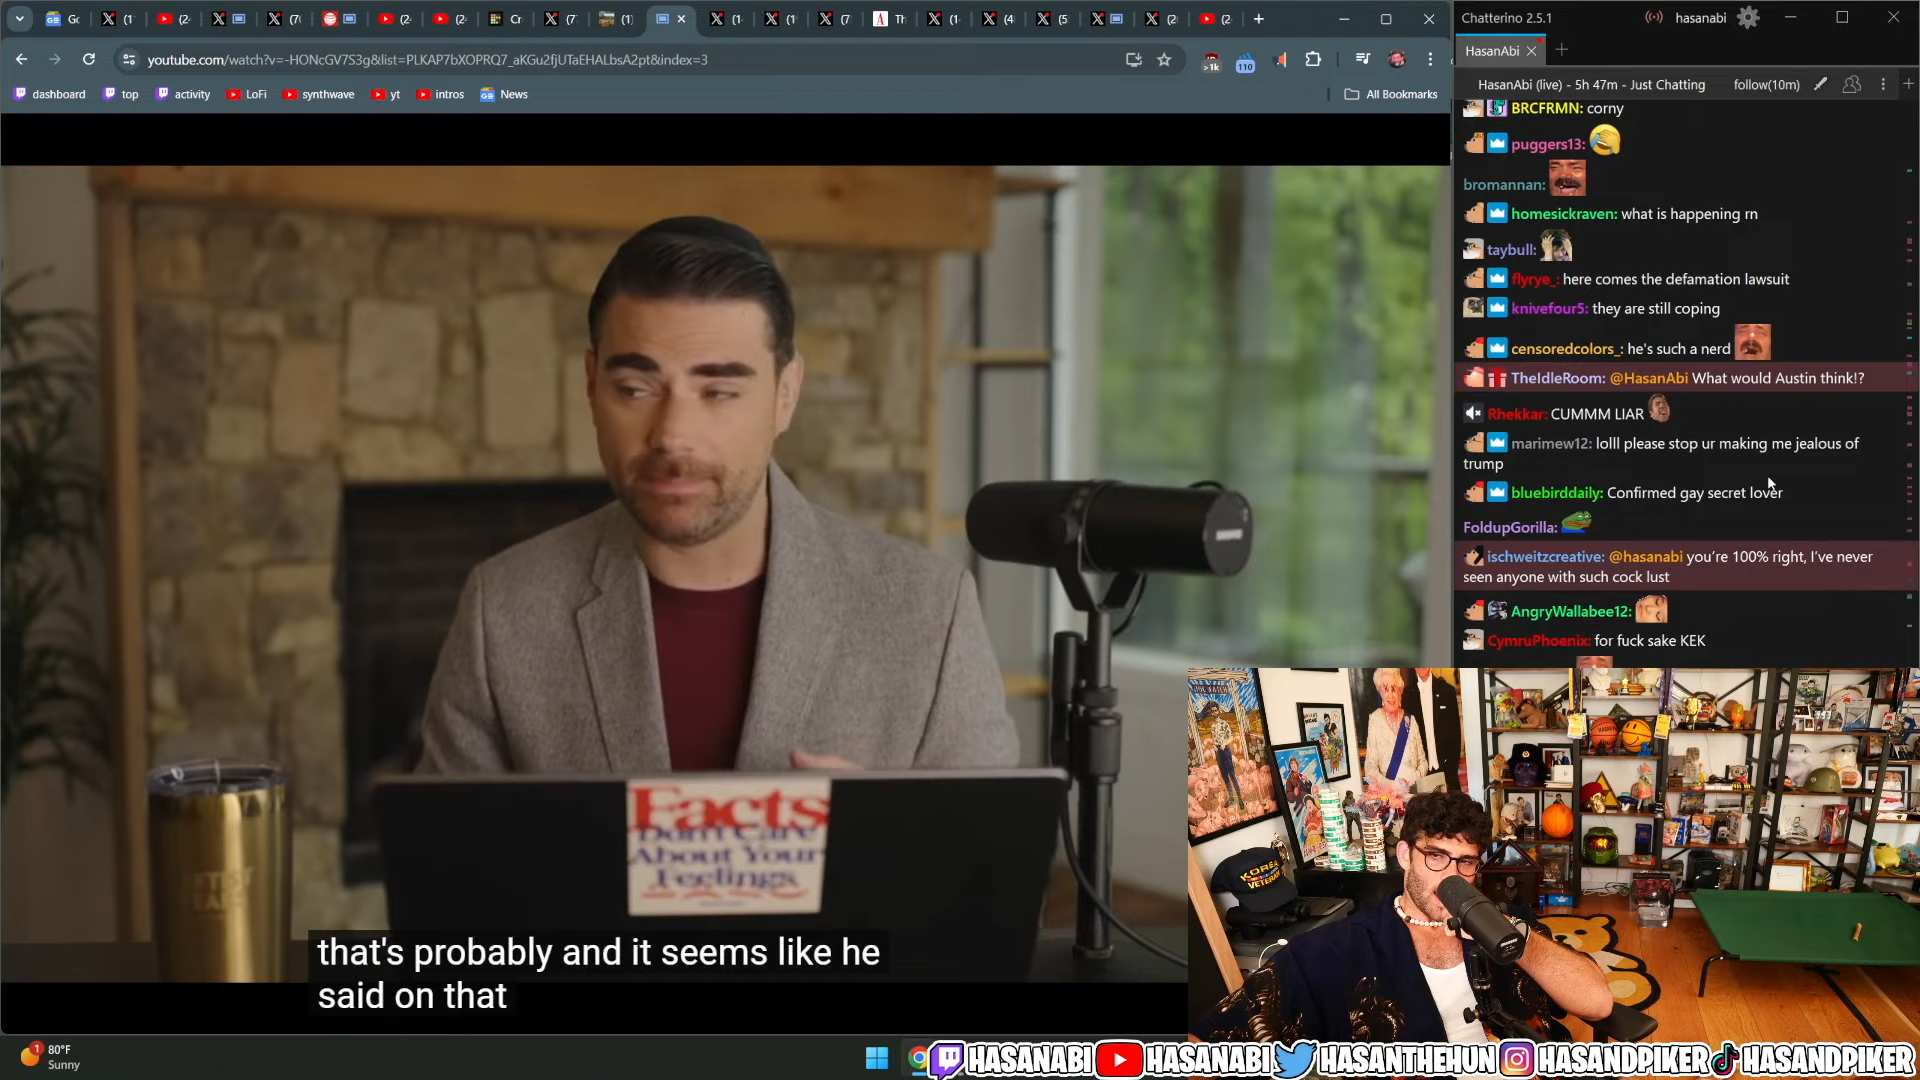 Chatterino 2.5.1
hasanabi
HasanAbi
youtube.com/watch?v=-HONcGV7S3g&list=PLKAP7bXOPRQ7_aKGu2fjUTaEHALbsA2pt&index=3
>1k
110
dashboard
top
activity
LoFi
synthwave
yt
intros
News
All Bookmarks
HasanAbi (live) - 5h 47m - Just Chatting
follow(10m)
BRCFRMN: corny
puggers13:
bromannan:
homesickraven: what is happening rn
taybull:
flyrye_: here comes the defamation lawsuit
knivefour5: they are still coping
censoredcolors_: he's such a nerd
TheIdleRoom: @HasanAbi What would Austin think!?
Rhekkar: CUMMM LIAR
marimew12: lolll please stop ur making me jealous of
trump
bluebirddaily: Confirmed gay secret lover
FoldupGorilla:
ischweitzcreative: @hasanabi you're 100% right, I've never
seen anyone with such cock lust
AngryWallabee12:
CymruPhoenix: for fuck sake KEK
Facts
Don't Care
About Your
Feelings
that's probably and it seems like he
said on that
KOREA
VETERAN
1
80°F
Sunny
HASANABI
HASANABI
HASANTHEHUN
HASANDPIKER
HASANDPIKER